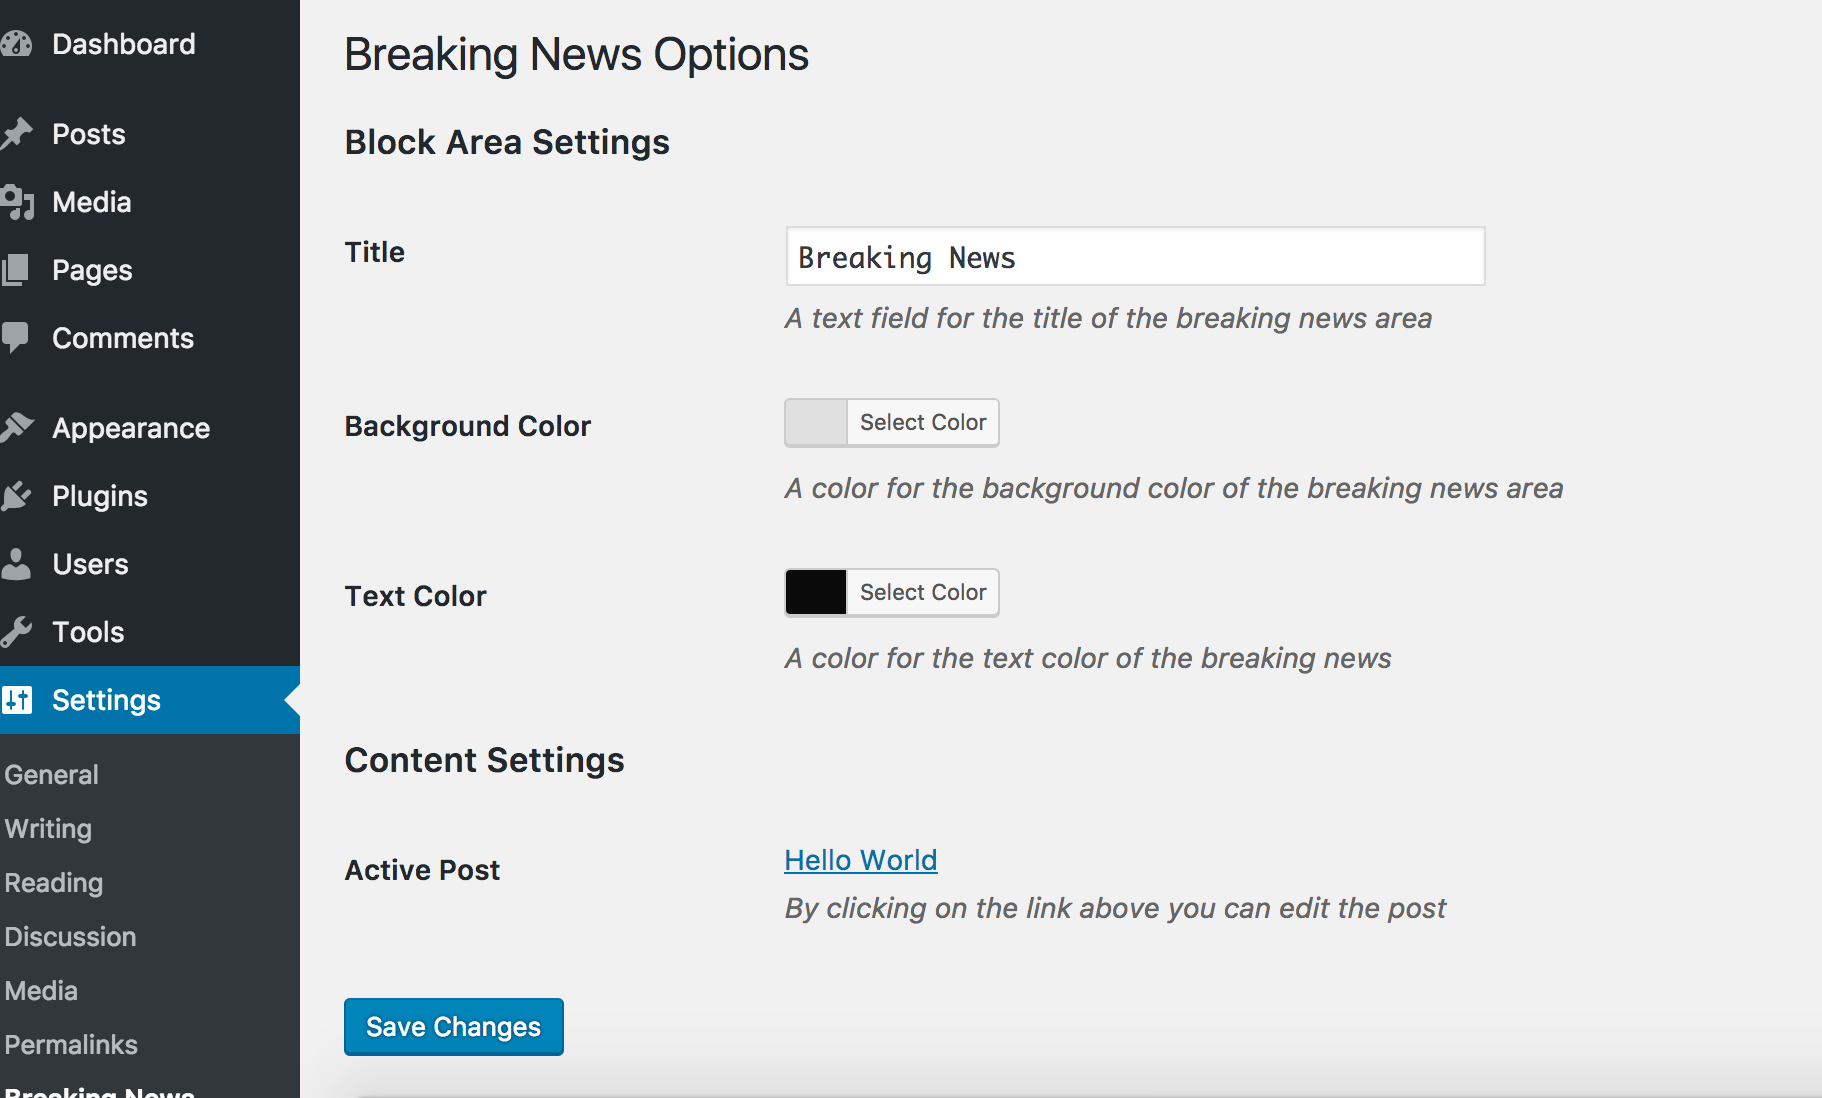 Dashboard
Posts
Media
Pages
Comments
Appearance
Plugins
Users
Tools
Settings
General
Writing
Reading
Discussion
Media
Permalinks
Breaking News
Breaking News Options
Block Area Settings
Title
Breaking News
A text field for the title of the breaking news area
Background Color
Select Color
A color for the background color of the breaking news area
Text Color
Select Color
A color for the text color of the breaking news
Content Settings
Active Post
Hello World
By clicking on the link above you can edit the post
Save Changes